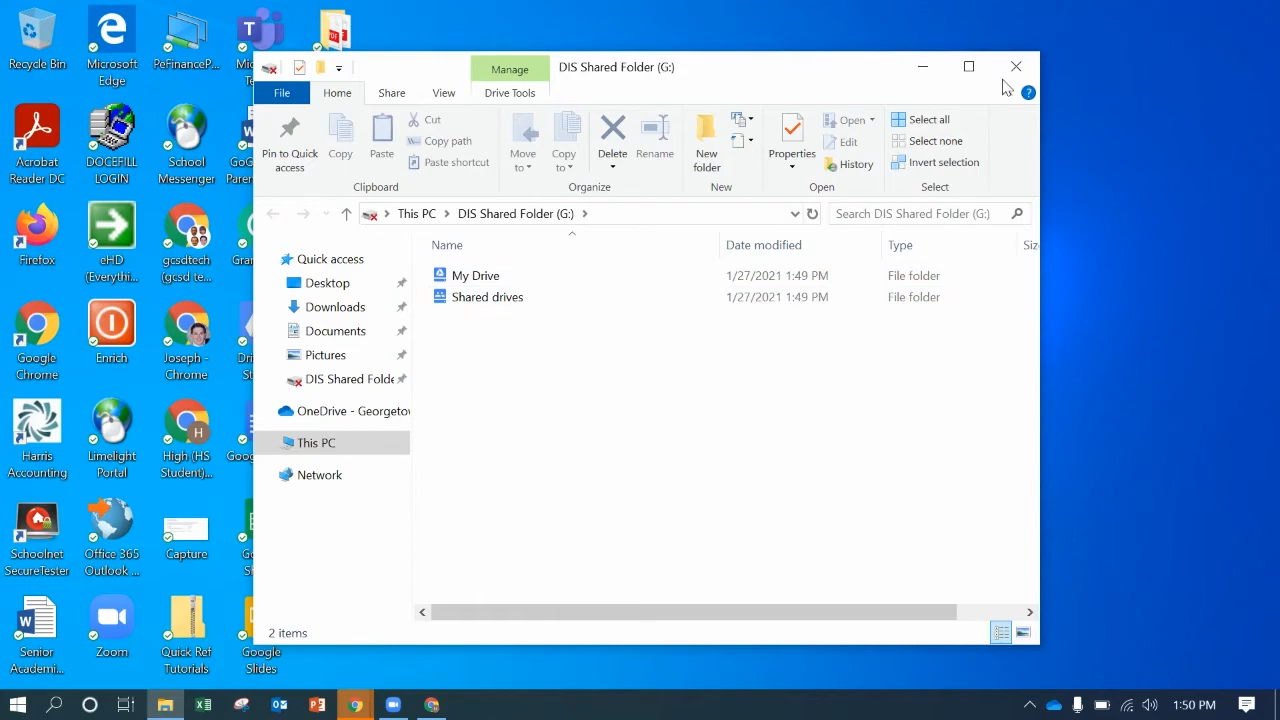 Recycle Bin
Microsoft
Edge
PeFinanceP...
DIS Shared Folder (G:)
Manage
File
Home
Share
View
Drive Tools
Pin to Quick
access
Copy
Paste
Cut
Copy path
Paste shortcut
Clipboard
Move
to
Copy
to
Delete
Rename
Organize
New
folder
New
Properties
Open
Edit
History
Open
Select all
Select none
Invert selection
Select
This PC
DIS Shared Folder (G:)
Search DIS Shared Folder (G:)
Name
Date modified
Type
My Drive
1/27/2021 1:49 PM
File folder
Shared drives
1/27/2021 1:49 PM
File folder
Quick access
Desktop
Downloads
Documents
Pictures
DIS Shared Folde
OneDrive - Georgetov
This PC
Network
2 items
Acrobat
Reader DC
DOCEFILL
LOGIN
School
Messenger
Firefox
eHD
(Everythi...
gcsdtech
(gcsd te...
Google
Chrome
Enrich
Joseph -
Chrome
Harris
Accounting
Limelight
Portal
High (HS
Student)...
Schoolnet
SecureTester
Office 365
Outlook ...
Capture
Senior
Academi...
Zoom
Quick Ref
Tutorials
Google
Slides
1:50 PM